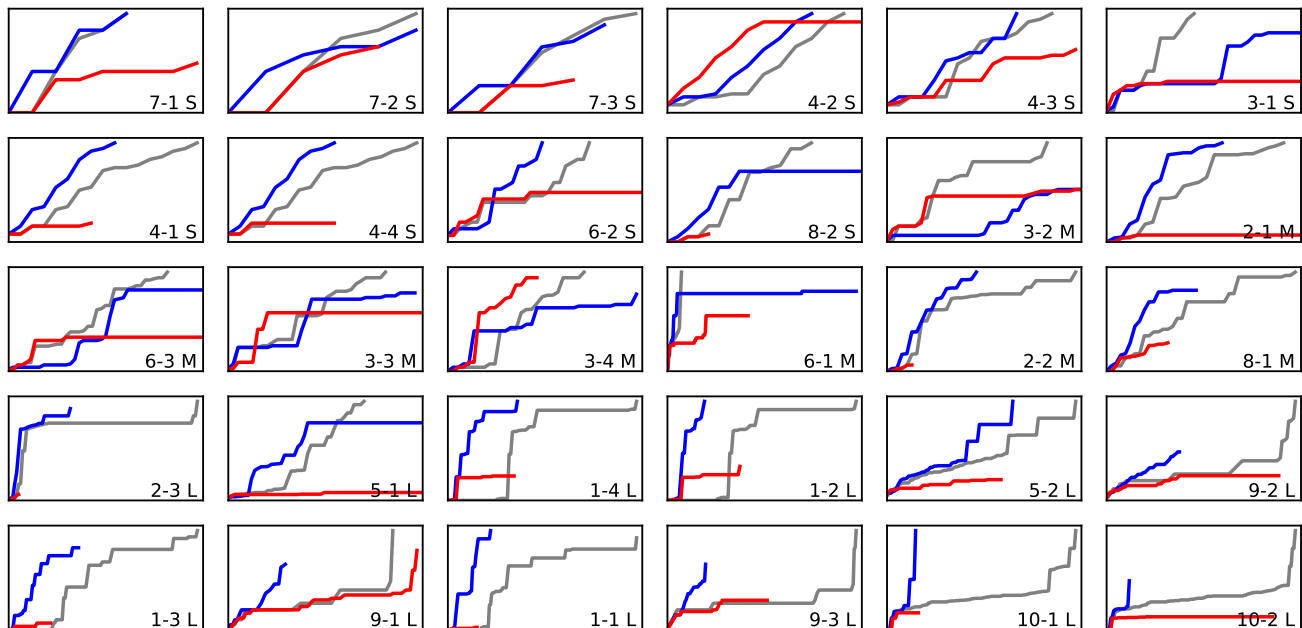 7-1 S
7-2 S
7-3 S
4-2 S
4-3 S
3-1 S
4-1 S
4-4 S
6-2 S
8-2 S
3-2 M
2-1 M
6-3 M
3-3 M
3-4 M
6-1 M
2-2 M
8-1 M
2-3 L
5-1 L
1-4 L
1-2 L
5-2 L
9-2 L
1-3 L
9-1 L
1-1 L
9-3 L
10-1 L
10-2 L